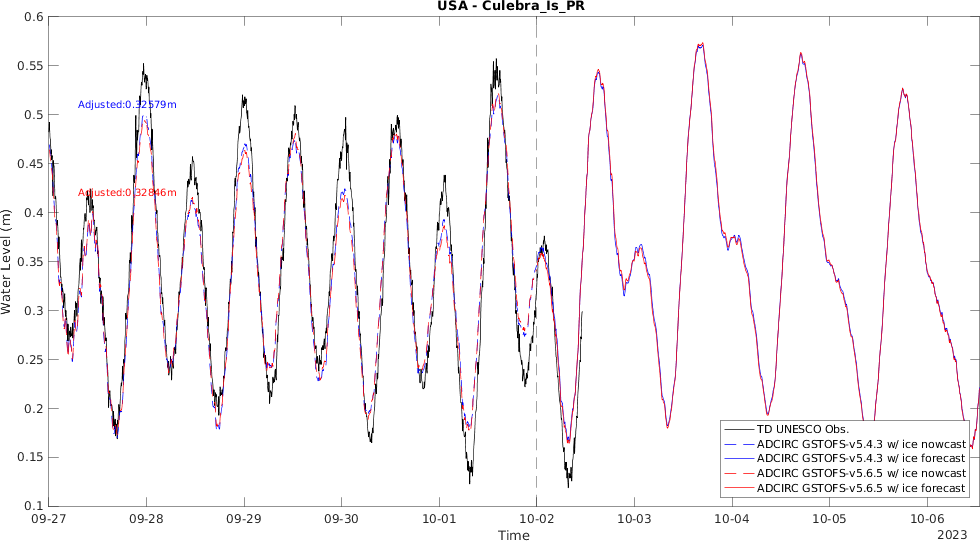 USA - Culebra_Is_PR
0.6
0.55
0.5
0.45
0.4
0.35
0.3
0.25
0.2
0.15
0.1
Water Level (m)
Adjusted:0.32579m
Adjusted:0.32846m
TD UNESCO Obs.
ADCIRC GSTOFS-v5.4.3 w/ ice nowcast
ADCIRC GSTOFS-v5.4.3 w/ ice forecast
ADCIRC GSTOFS-v5.6.5 w/ ice nowcast
ADCIRC GSTOFS-v5.6.5 w/ ice forecast
09-27 09-28 09-29 09-30 10-01 10-02 10-03 10-04 10-05 10-06
Time
2023